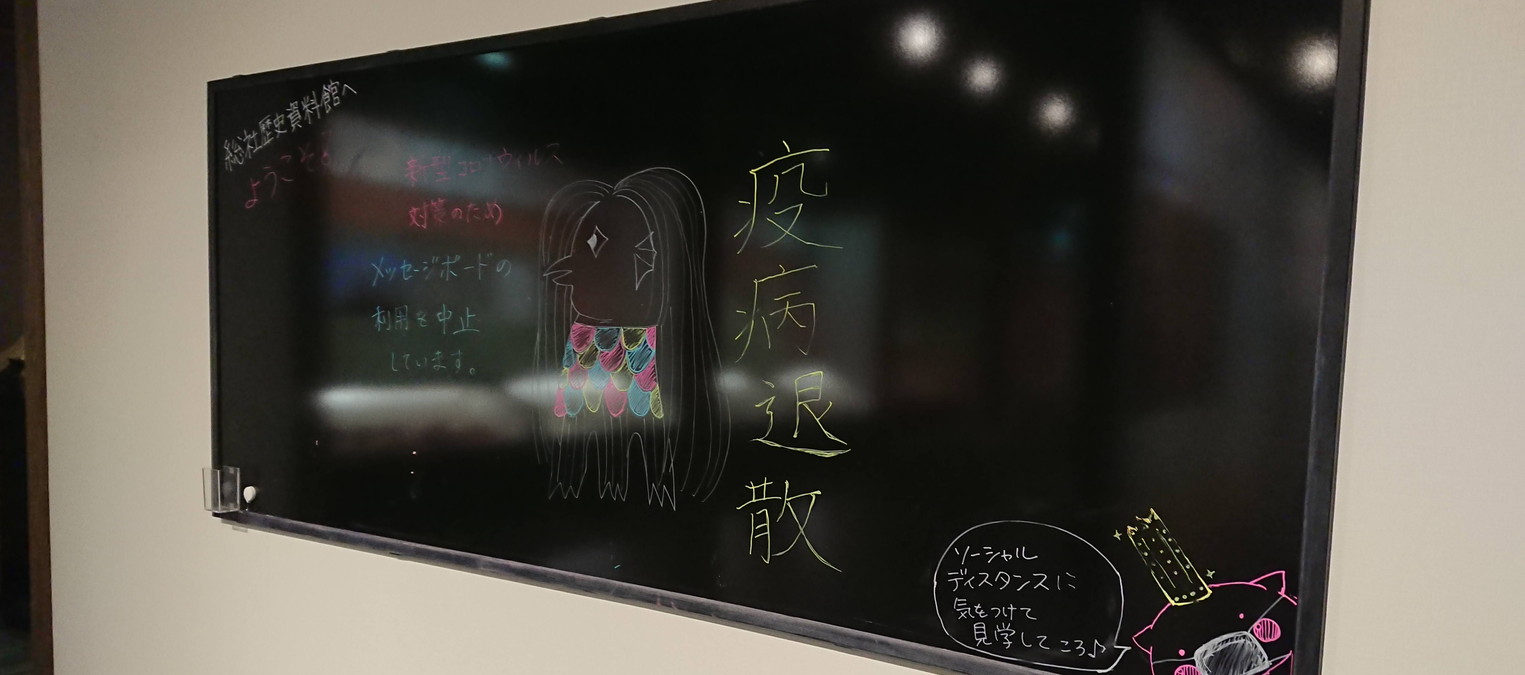 総社歴史資料館へ
ようこそ
新型コロナウィルス
対策のため
メッセージボードの
利用を中止
しています。
疫病退散
ソーシャル
ディスタンスに
気をつけて
見学してころ♪